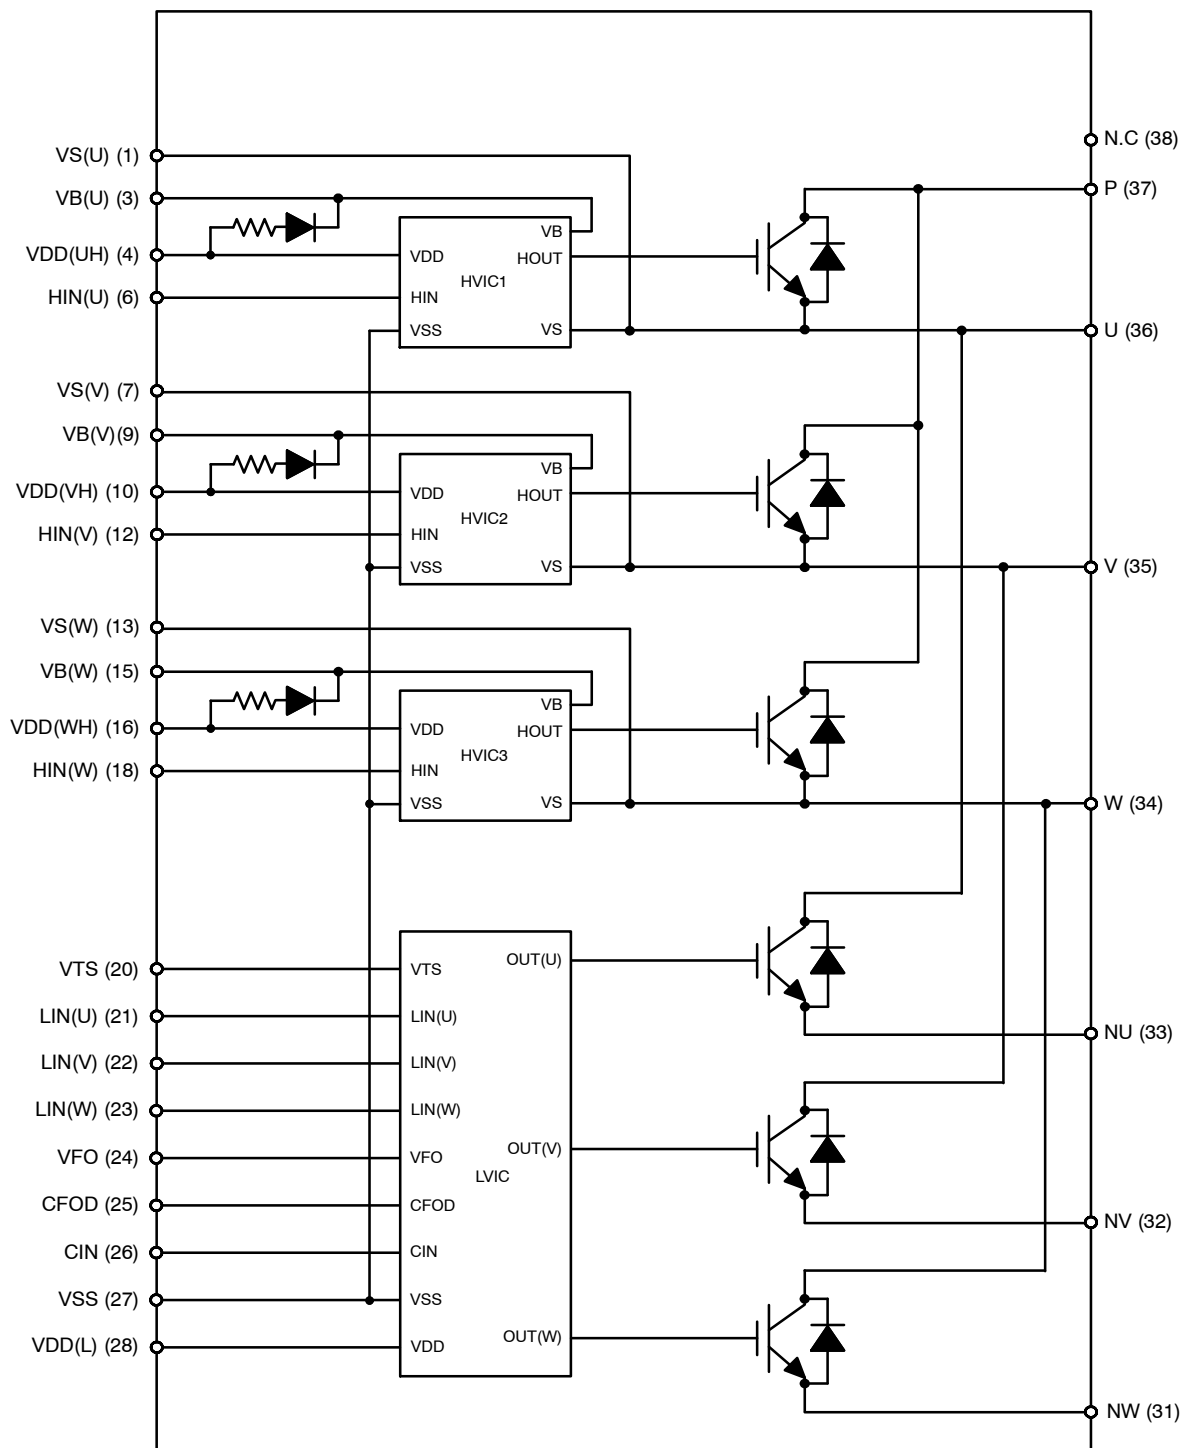 N.C (38)
VS(U) (1)
VB(U) (3)
P (37)
VB
VDD(UH) (4)
VDD
HOUT
HVIC1
HIN(U) (6)
HIN
VSS
VS
U (36)
VS(V) (7)
VB(V)(9)
VB
VDD(VH) (10)
VDD
HOUT
HVIC2
HIN(V) (12)
HIN
VSS
VS
V (35)
VS(W) (13)
VB(W) (15)
VB
VDD(WH) (16)
VDD
HOUT
HVIC3
HIN(W) (18)
HIN
VSS
VS
W (34)
VTS (20)
VTS
OUT(U)
LIN(U) (21)
LIN(U)
NU (33)
LIN(V) (22)
LIN(V)
LIN(W) (23)
LIN(W)
VFO (24)
VFO
OUT(V)
LVIC
CFOD (25)
CFOD
NV (32)
CIN (26)
CIN
VSS (27)
VSS
VDD(L) (28)
VDD
OUT(W)
NW (31)